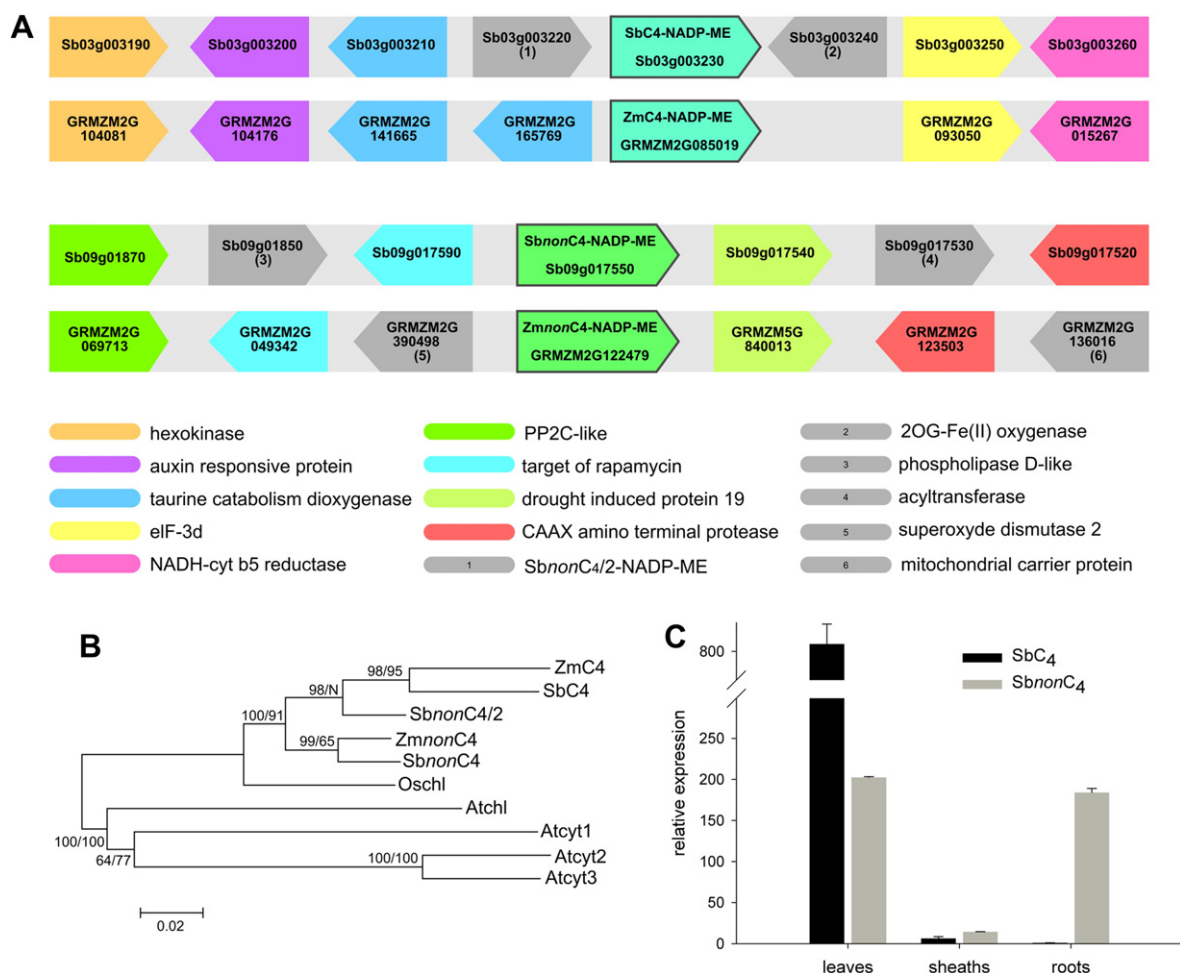 A
Sb03g003190
Sb03g003200
Sb03g003210
Sb03g003220
(1)
SbC4-NADP-ME
Sb03g003230
Sb03g003240
(2)
Sb03g003250
Sb03g003260
GRMZM2G
104081
GRMZM2G
104176
GRMZM2G
141665
GRMZM2G
165769
ZmC4-NADP-ME
GRMZM2G085019
GRMZM2G
093050
GRMZM2G
015267
Sb09g01870
Sb09g01850
(3)
Sb09g017590
SbnonC4-NADP-ME
Sb09g017550
Sb09g017540
Sb09g017530
(4)
Sb09g017520
GRMZM2G
069713
GRMZM2G
049342
GRMZM2G
390498
(5)
ZmnonC4-NADP-ME
GRMZM2G122479
GRMZM5G
840013
GRMZM2G
123503
GRMZM2G
136016
(6)
hexokinase
auxin responsive protein
taurine catabolism dioxygenase
eIF-3d
NADH-cyt b5 reductase
PP2C-like
target of rapamycin
drought induced protein 19
CAAX amino terminal protease
1 SbnonC4/2-NADP-ME
2 2OG-Fe(II) oxygenase
3 phospholipase D-like
4 acyltransferase
5 superoxyde dismutase 2
6 mitochondrial carrier protein
B
98/95
ZmC4
SbC4
98/N
SbnonC4/2
100/91
99/65
ZmnonC4
SbnonC4
Oschl
Atchl
100/100
64/77
Atcyt1
100/100
Atcyt2
Atcyt3
0.02
C
SbC4
SbnonC4
relative expression
800
250
200
150
100
50
0
leaves
sheaths
roots